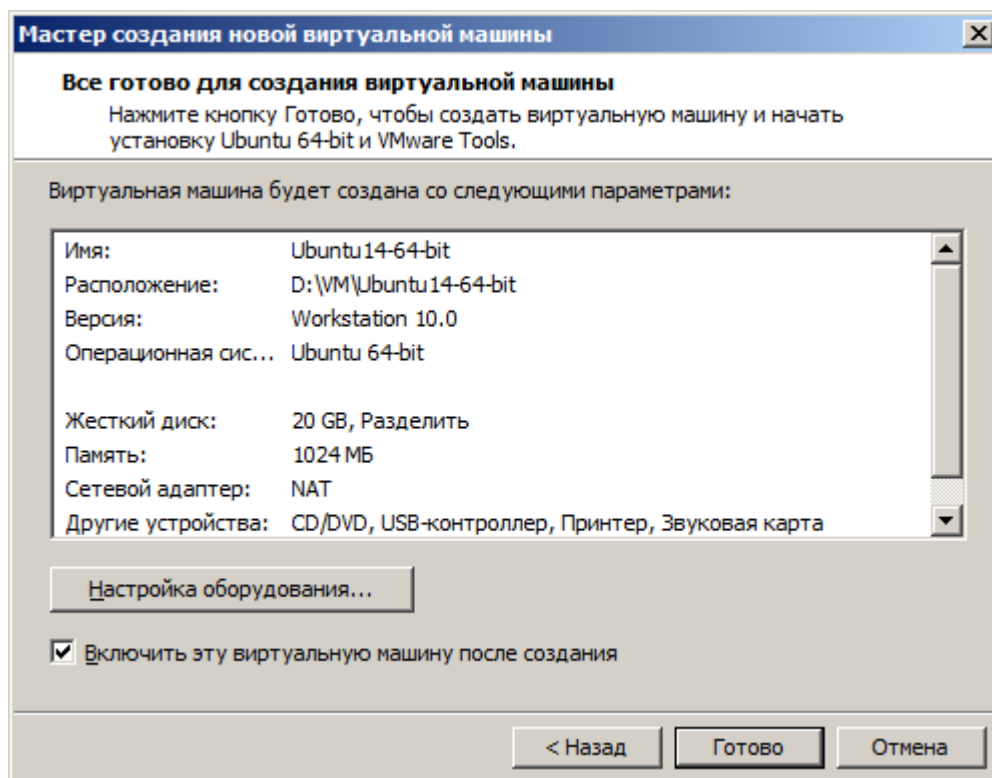 Мастер создания новой виртуальной машины
Все готово для создания виртуальной машины
Нажмите кнопку Готово, чтобы создать виртуальную машину и начать
установку Ubuntu 64-bit и VMware Tools.
Виртуальная машина будет создана со следующими параметрами:
Имя: Ubuntu14-64-bit
Расположение: D:\VM\Ubuntu14-64-bit
Версия: Workstation 10.0
Операционная сис... Ubuntu 64-bit
Жесткий диск: 20 GB, Разделить
Память: 1024 МБ
Сетевой адаптер: NAT
Другие устройства: CD/DVD, USB-контроллер, Принтер, Звуковая карта
Настройка оборудования...
Включить эту виртуальную машину после создания
< Назад Готово Отмена